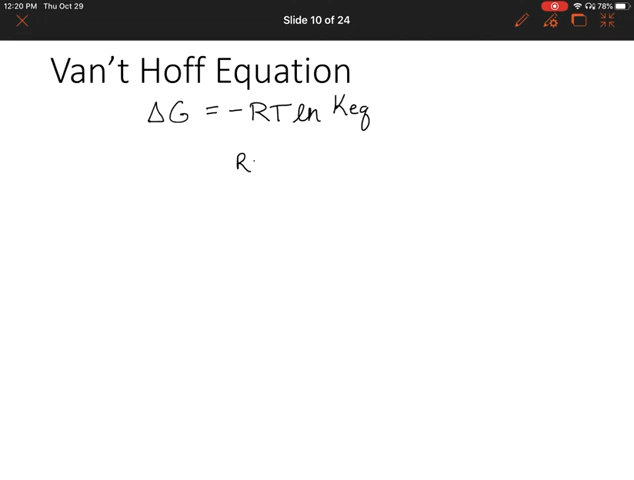 12:20 PM Thu Oct 29 78%
Slide 10 of 24
Van't Hoff Equation
ΔG = - RT ln Keq
R.